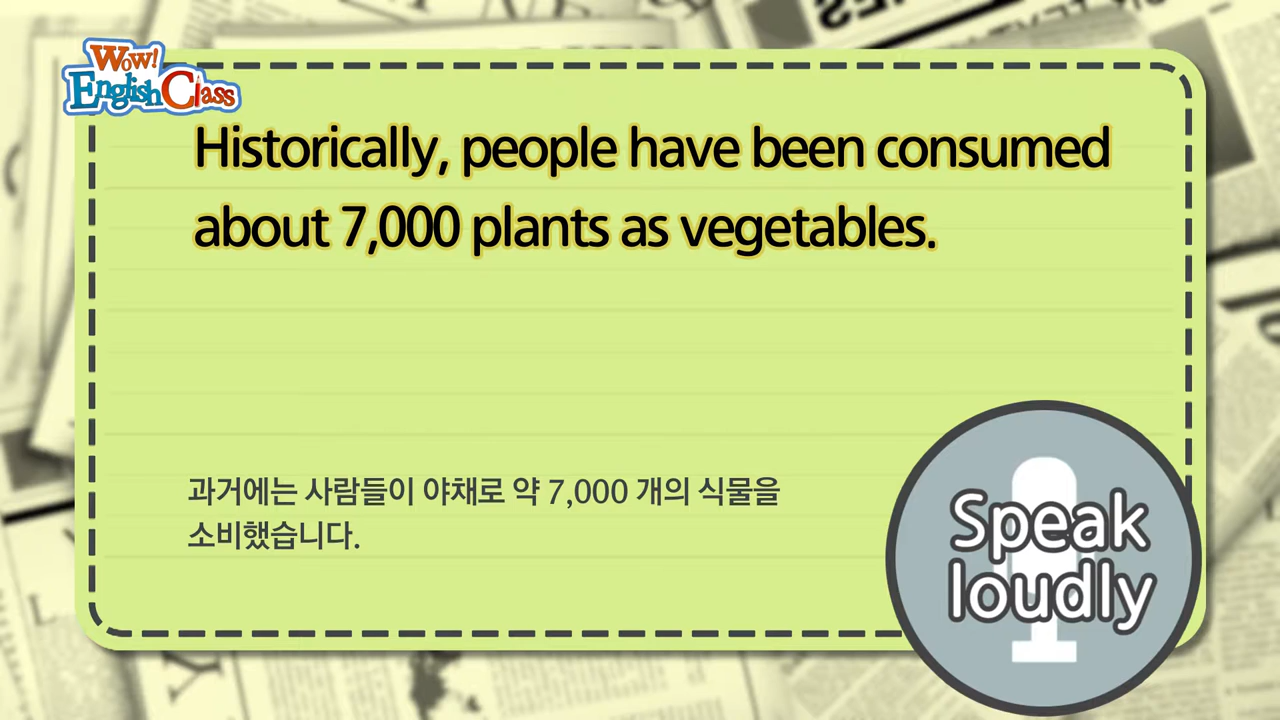 Wow!
English Class
Historically, people have been consumed
about 7,000 plants as vegetables.
과거에는 사람들이 야채로 약 7,000 개의 식물을
소비했습니다.
Speak
loudly